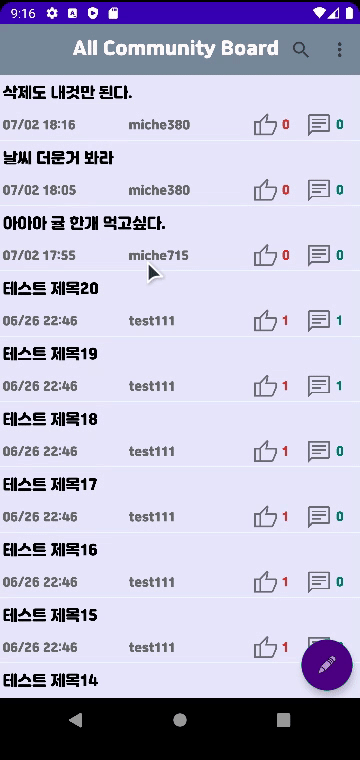 9:16
All Community Board
삭제도 내것만 된다.
07/02 18:16 miche380 0 0
날씨 더운거 봐라
07/02 18:05 miche380 0 0
아아아 귤 한개 먹고싶다.
07/02 17:55 miche715 0 0
테스트 제목20
06/26 22:46 test111 1 1
테스트 제목19
06/26 22:46 test111 1 1
테스트 제목18
06/26 22:46 test111 1 0
테스트 제목17
06/26 22:46 test111 1 0
테스트 제목16
06/26 22:46 test111 1 0
테스트 제목15
06/26 22:46 test111 1 0
테스트 제목14